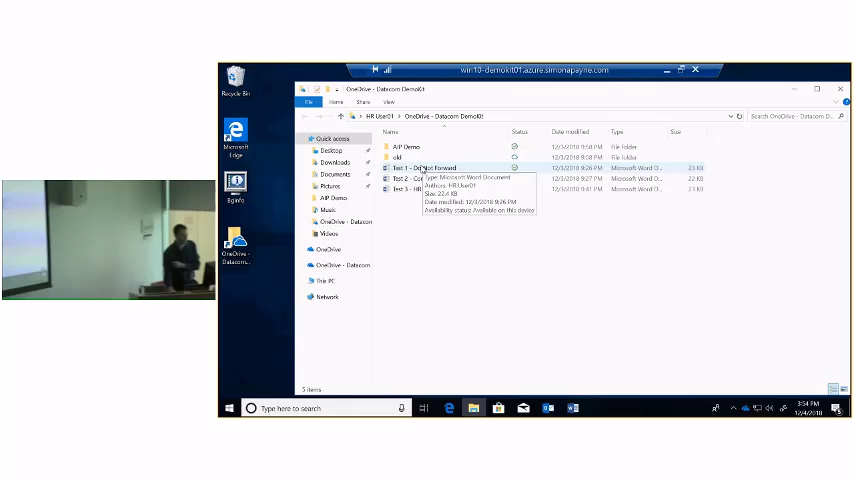 win10-demokit01.azure.simonapayne.com
Recycle Bin
Microsoft
Edge
BgInfo
OneDrive -
Datacom...
OneDrive - Datacom DemoKit
File Home Share View
HR User01 > OneDrive - Datacom DemoKit
Search OneDrive - Datacom DemoKit
Quick access
Desktop
Downloads
Documents
Pictures
AIP Demo
Music
OneDrive - Datacom
Videos
OneDrive
OneDrive - Datacom
This PC
Network
Name Status Date modified Type Size
AIP Demo 12/3/2018 9:58 PM File folder
old 12/3/2018 9:58 PM File folder
Test 1 - Do Not Forward 12/3/2018 9:26 PM Microsoft Word D... 23 KB
Test 2 - Co 12/3/2018 9:27 PM Microsoft Word D... 22 KB
Test 3 - HR 12/3/2018 9:41 PM Microsoft Word D... 23 KB
Type: Microsoft Word Document
Authors: HR User01
Size: 22.4 KB
Date modified: 12/3/2018 9:26 PM
Availability status: Available on this device
5 items
Type here to search
3:54 PM
12/4/2018